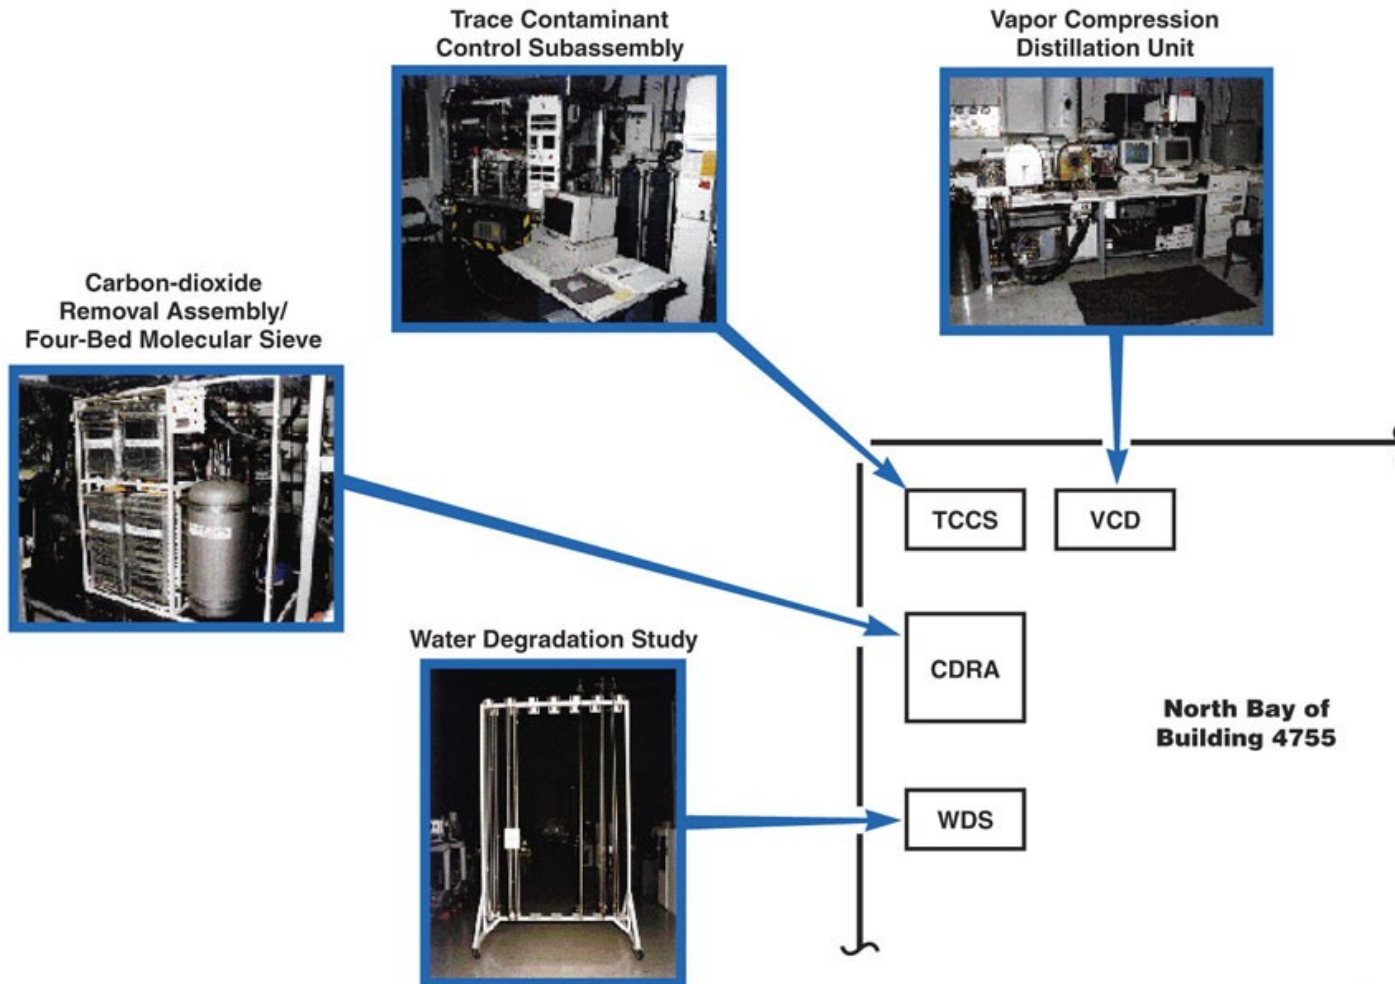 Trace Contaminant
Control Subassembly
Vapor Compression
Distillation Unit
Carbon-dioxide
Removal Assembly/
Four-Bed Molecular Sieve
TCCS
VCD
Water Degradation Study
CDRA
North Bay of
Building 4755
WDS